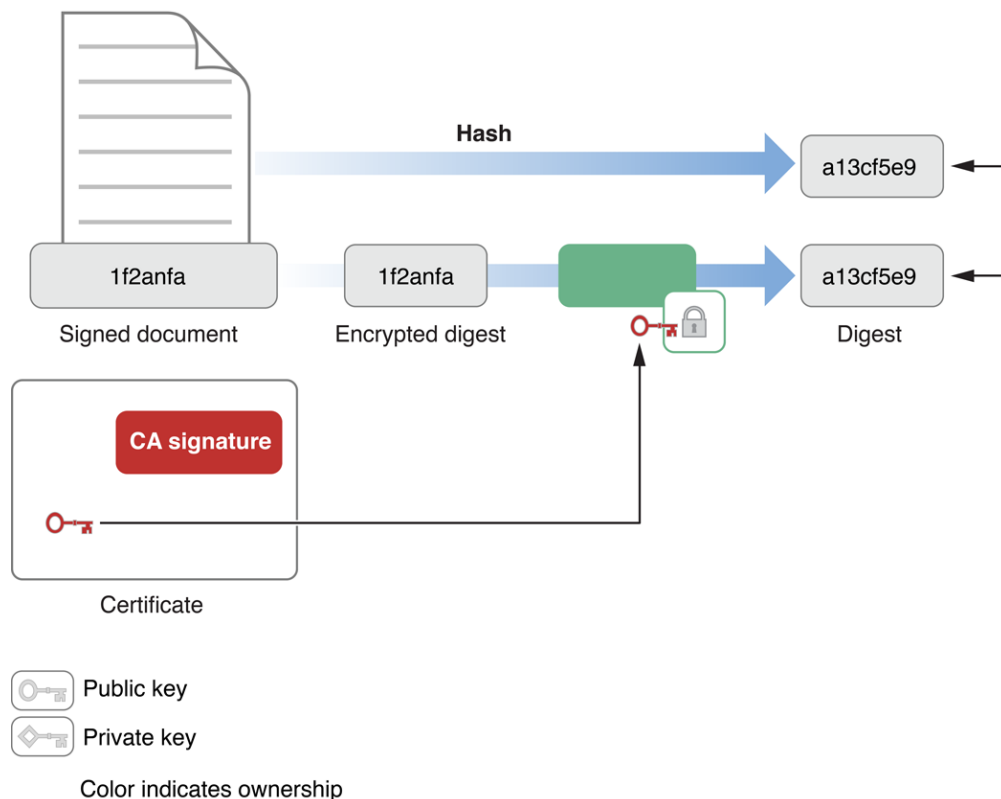 Hash
a13cf5e9
1f2anfa
1f2anfa
a13cf5e9
Signed document
Encrypted digest
Digest
CA signature
Certificate
Public key
Private key
Color indicates ownership